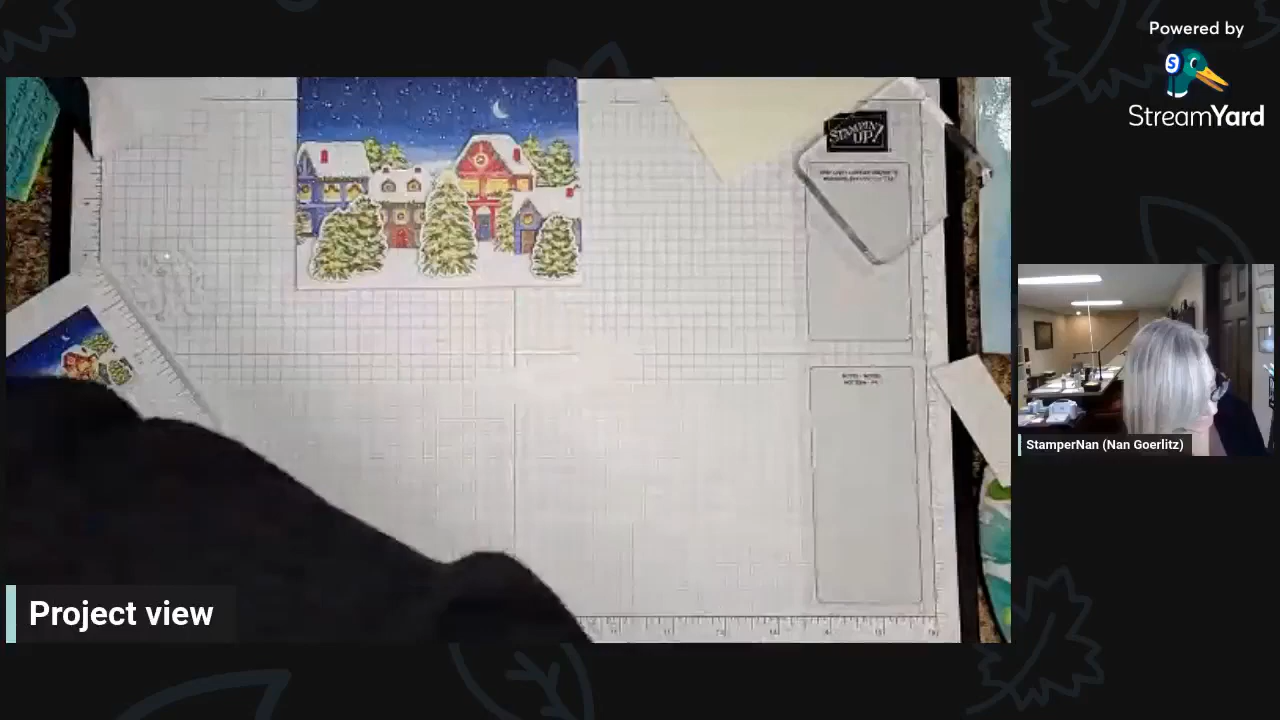 Powered by
S
StreamYard
STAMPIN'
UP!
StamperNan (Nan Goerlitz)
Project view